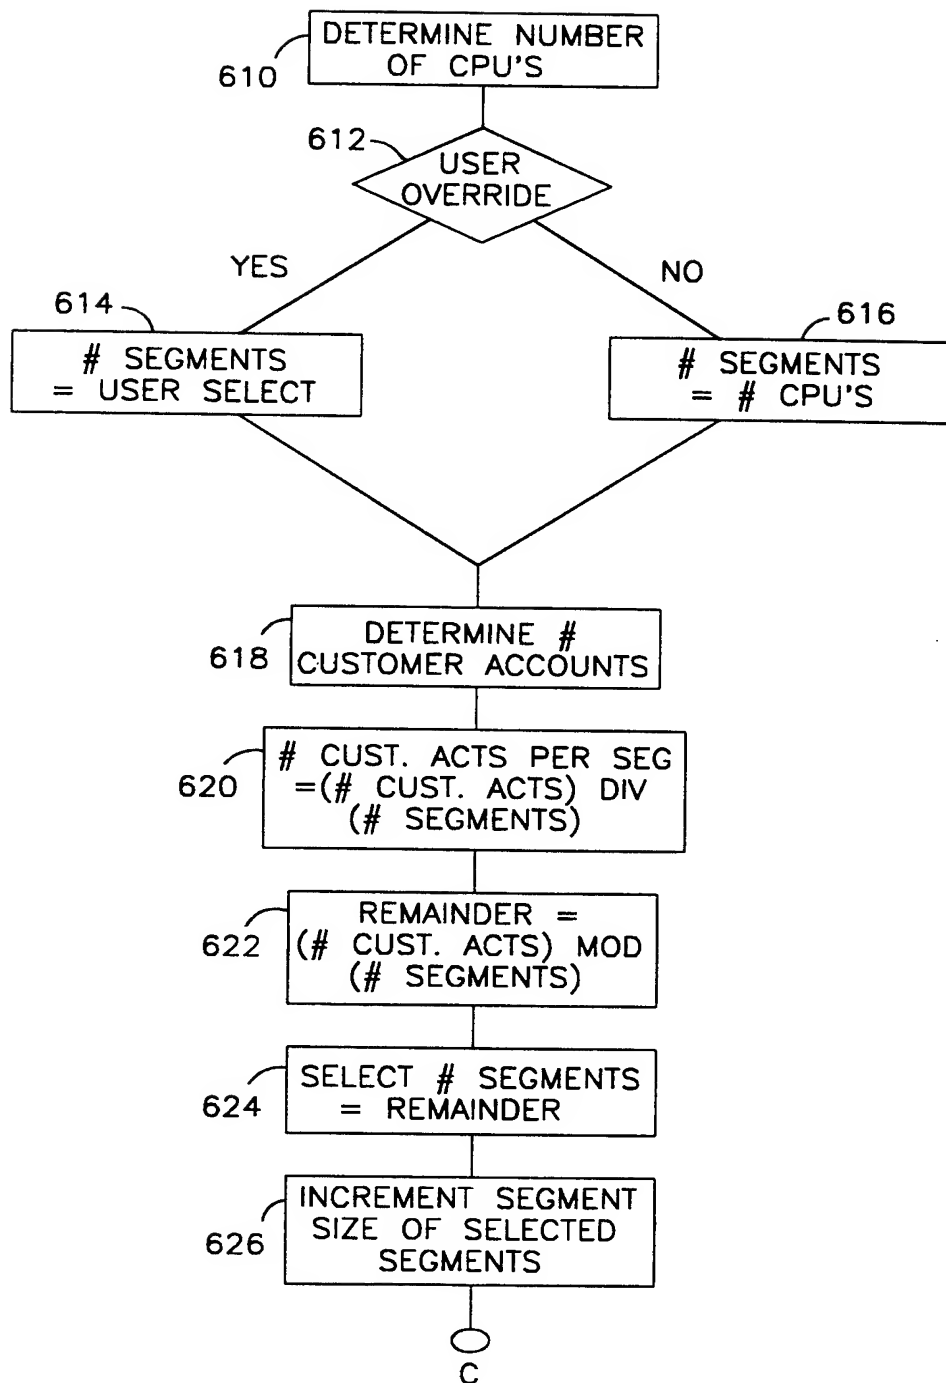 DETERMINE NUMBER
OF CPU'S
610
612
USER
OVERRIDE
YES
NO
614
# SEGMENTS
= USER SELECT
616
# SEGMENTS
= # CPU'S
618
DETERMINE #
CUSTOMER ACCOUNTS
620
# CUST. ACTS PER SEG
=(# CUST. ACTS) DIV
(# SEGMENTS)
622
REMAINDER =
(# CUST. ACTS) MOD
(# SEGMENTS)
624
SELECT # SEGMENTS
= REMAINDER
626
INCREMENT SEGMENT
SIZE OF SELECTED
SEGMENTS
C